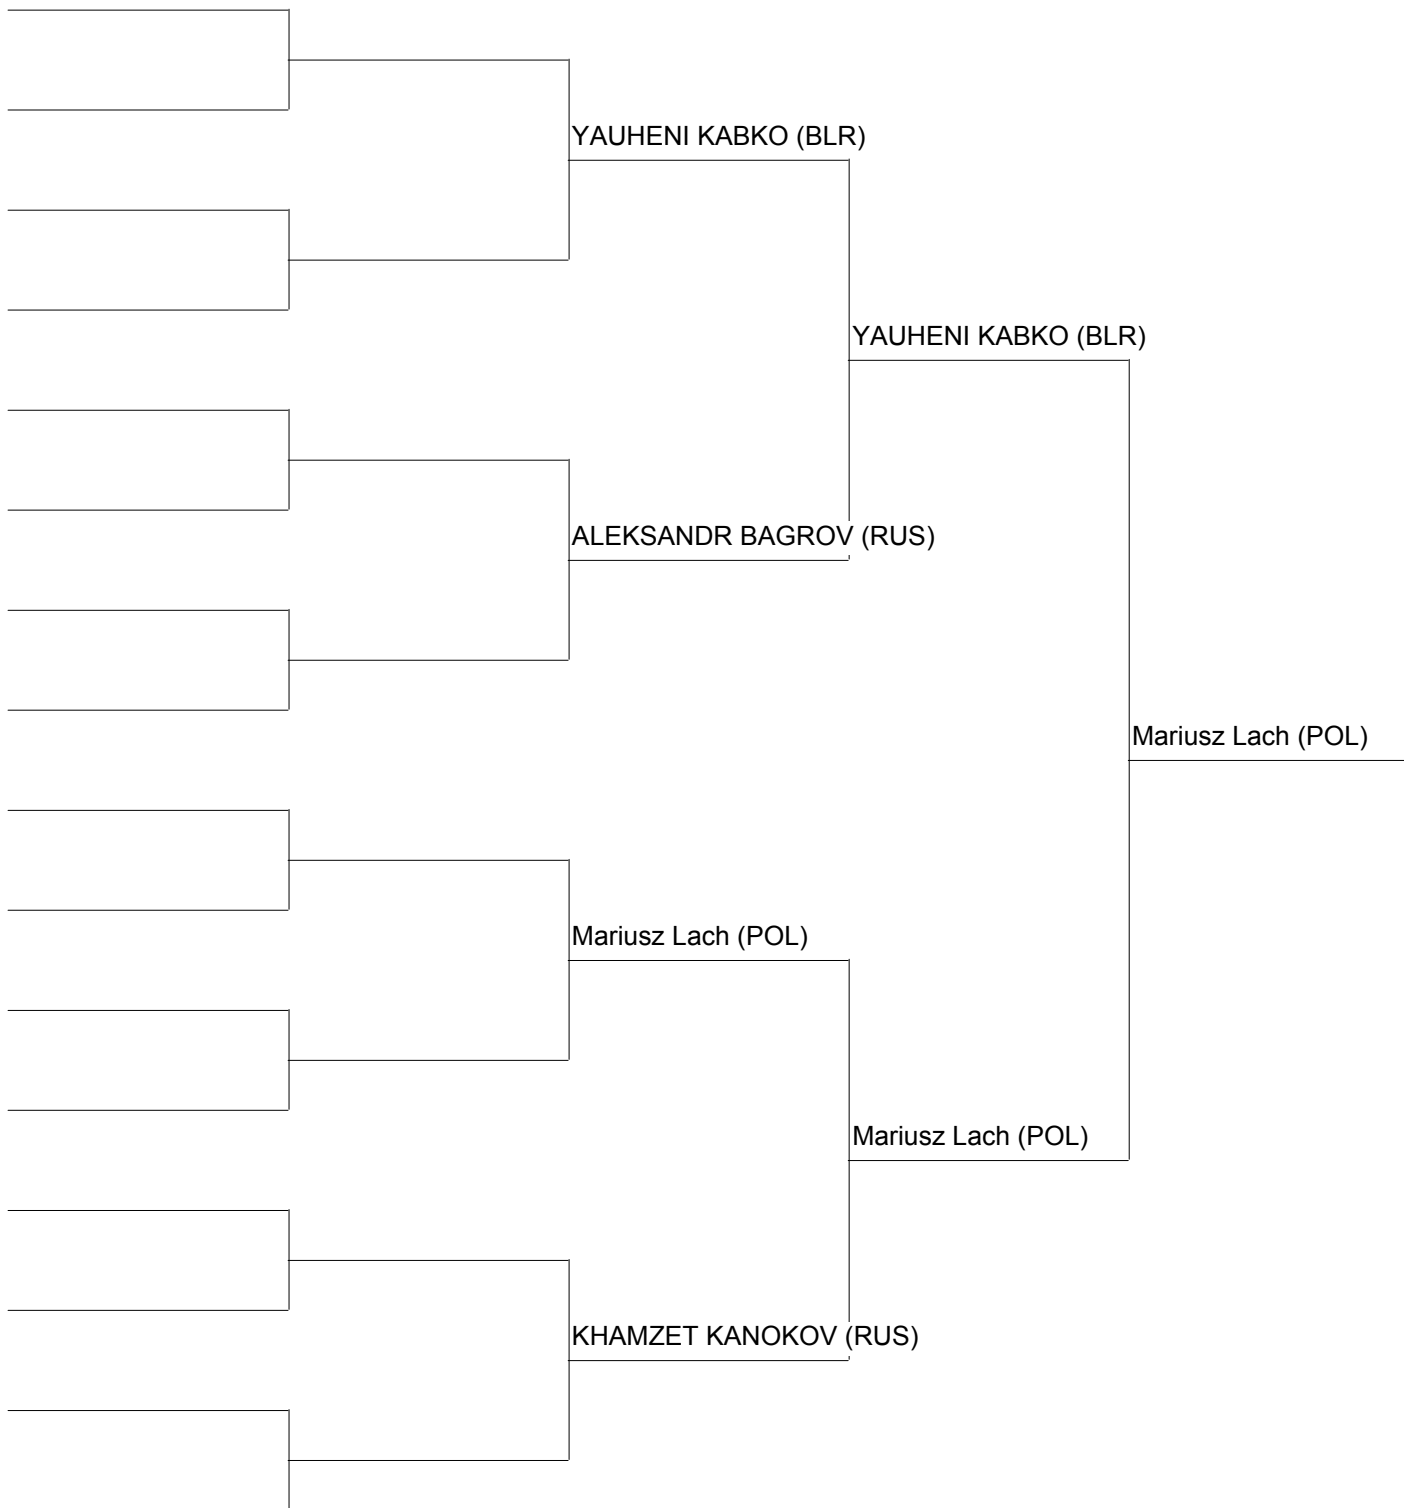 YAUHENI KABKO (BLR)
YAUHENI KABKO (BLR)
ALEKSANDR BAGROV (RUS)
Mariusz Lach (POL)
Mariusz Lach (POL)
Mariusz Lach (POL)
KHAMZET KANOKOV (RUS)